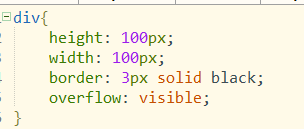 div{
height: 100px;
width: 100px;
border: 3px solid black;
overflow: visible;
}